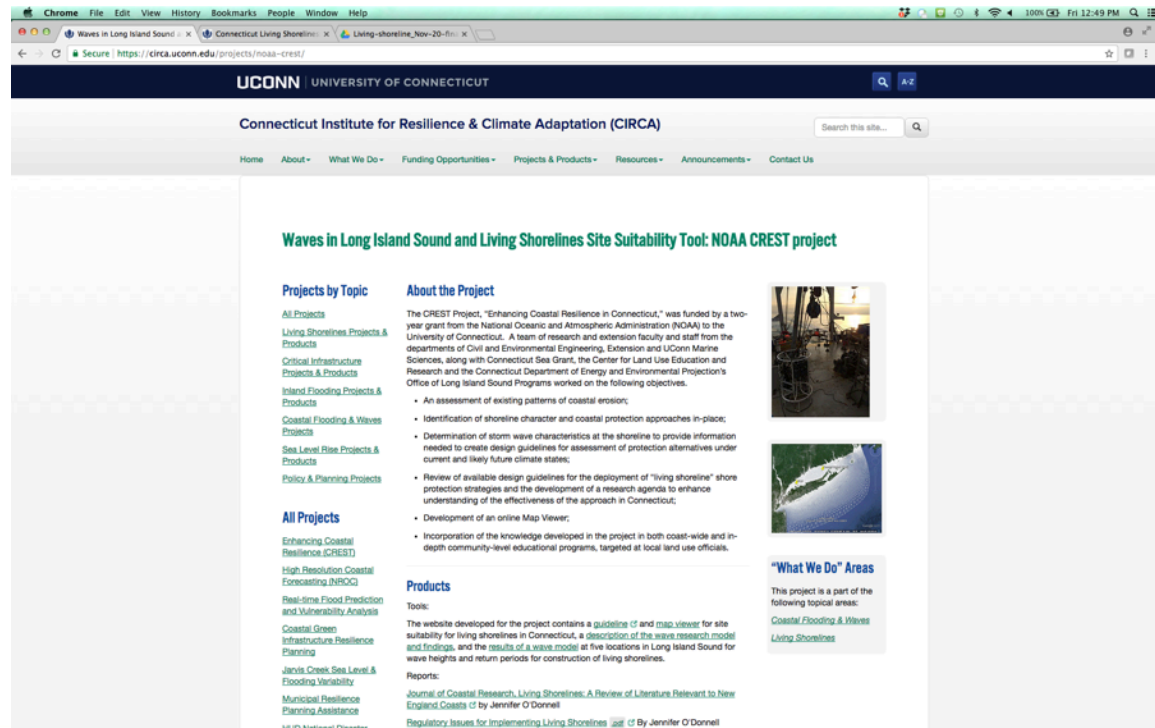 Chrome File Edit View History Bookmarks People Window Help
100% Fri 12:49 PM
Waves in Long Island Sound a
Connecticut Living Shorelines
Living-shoreline_Nov-20-fin
Secure https://circa.uconn.edu/projects/noaa-crest/
UCONN UNIVERSITY OF CONNECTICUT
A-Z
Connecticut Institute for Resilience & Climate Adaptation (CIRCA)
Search this site...
Home About What We Do Funding Opportunities Projects & Products Resources Announcements Contact Us
Waves in Long Island Sound and Living Shorelines Site Suitability Tool: NOAA CREST project
Projects by Topic
All Projects
Living Shorelines Projects &
Products
Critical Infrastructure
Projects & Products
Inland Flooding Projects &
Products
Coastal Flooding & Waves
Projects
Sea Level Rise Projects &
Products
Policy & Planning Projects
All Projects
Enhancing Coastal
Resilience (CREST)
High Resolution Coastal
Forecasting (NROC)
Real-time Flood Prediction
and Vulnerability Analysis
Coastal Green
Infrastructure Resilience
Planning
Jarvis Creek Sea Level &
Flooding Variability
Municipal Resilience
Planning Assistance
HUD National Disaster
About the Project
The CREST Project, "Enhancing Coastal Resilience in Connecticut," was funded by a two-
year grant from the National Oceanic and Atmospheric Administration (NOAA) to the
University of Connecticut. A team of research and extension faculty and staff from the
departments of Civil and Environmental Engineering, Extension and UConn Marine
Sciences, along with Connecticut Sea Grant, the Center for Land Use Education and
Research and the Connecticut Department of Energy and Environmental Projection's
Office of Long Island Sound Programs worked on the following objectives.
• An assessment of existing patterns of coastal erosion;
• Identification of shoreline character and coastal protection approaches in-place;
• Determination of storm wave characteristics at the shoreline to provide information
needed to create design guidelines for assessment of protection alternatives under
current and likely future climate states;
• Review of available design guidelines for the deployment of "living shoreline" shore
protection strategies and the development of a research agenda to enhance
understanding of the effectiveness of the approach in Connecticut;
• Development of an online Map Viewer;
• Incorporation of the knowledge developed in the project in both coast-wide and in-
depth community-level educational programs, targeted at local land use officials.
Products
Tools:
The website developed for the project contains a guideline and map viewer for site
suitability for living shorelines in Connecticut, a description of the wave research model
and findings, and the results of a wave model at five locations in Long Island Sound for
wave heights and return periods for construction of living shorelines.
Reports:
Journal of Coastal Research, Living Shorelines: A Review of Literature Relevant to New
England Coasts by Jennifer O'Donnell
Regulatory Issues for Implementing Living Shorelines .pdf By Jennifer O'Donnell
"What We Do" Areas
This project is a part of the
following topical areas:
Coastal Flooding & Waves
Living Shorelines